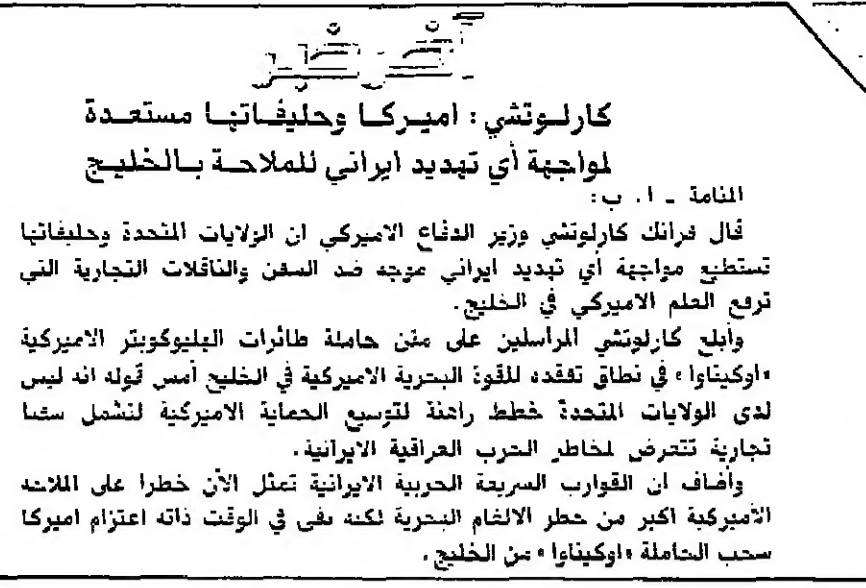 آخر خبر
كارلوتشي : اميركا وحليفاتها مستعدة
لمواجهة أي تهديد ايراني للملاحة بالخليج
المنامة ـ ا . ب :
قال فرانك كارلوتشي وزير الدفاع الاميركي ان الولايات المتحدة وحليفاتها
تستطيع مواجهة أي تهديد ايراني موجه ضد السفن والناقلات التجارية التي
ترفع العلم الاميركي في الخليج .
وأبلغ كارلوتشي المراسلين على متن حاملة طائرات الهليوكوبتر الاميركية
«اوكيناوا» في نطاق تفقده للقوة البحرية الاميركية في الخليج أمس قوله انه ليس
لدى الولايات المتحدة خطط راهنة لتوسيع الحماية الاميركية لتشمل سفنا
تجارية تتعرض لمخاطر الحرب العراقية الايرانية .
وأضاف ان القوارب السريعة الحربية الايرانية تمثل الآن خطرا على الملاحة
الأميركية اكبر من خطر الالغام البحرية لكنه نفى في الوقت ذاته اعتزام اميركا
سحب الحاملة «اوكيناوا» من الخليج .